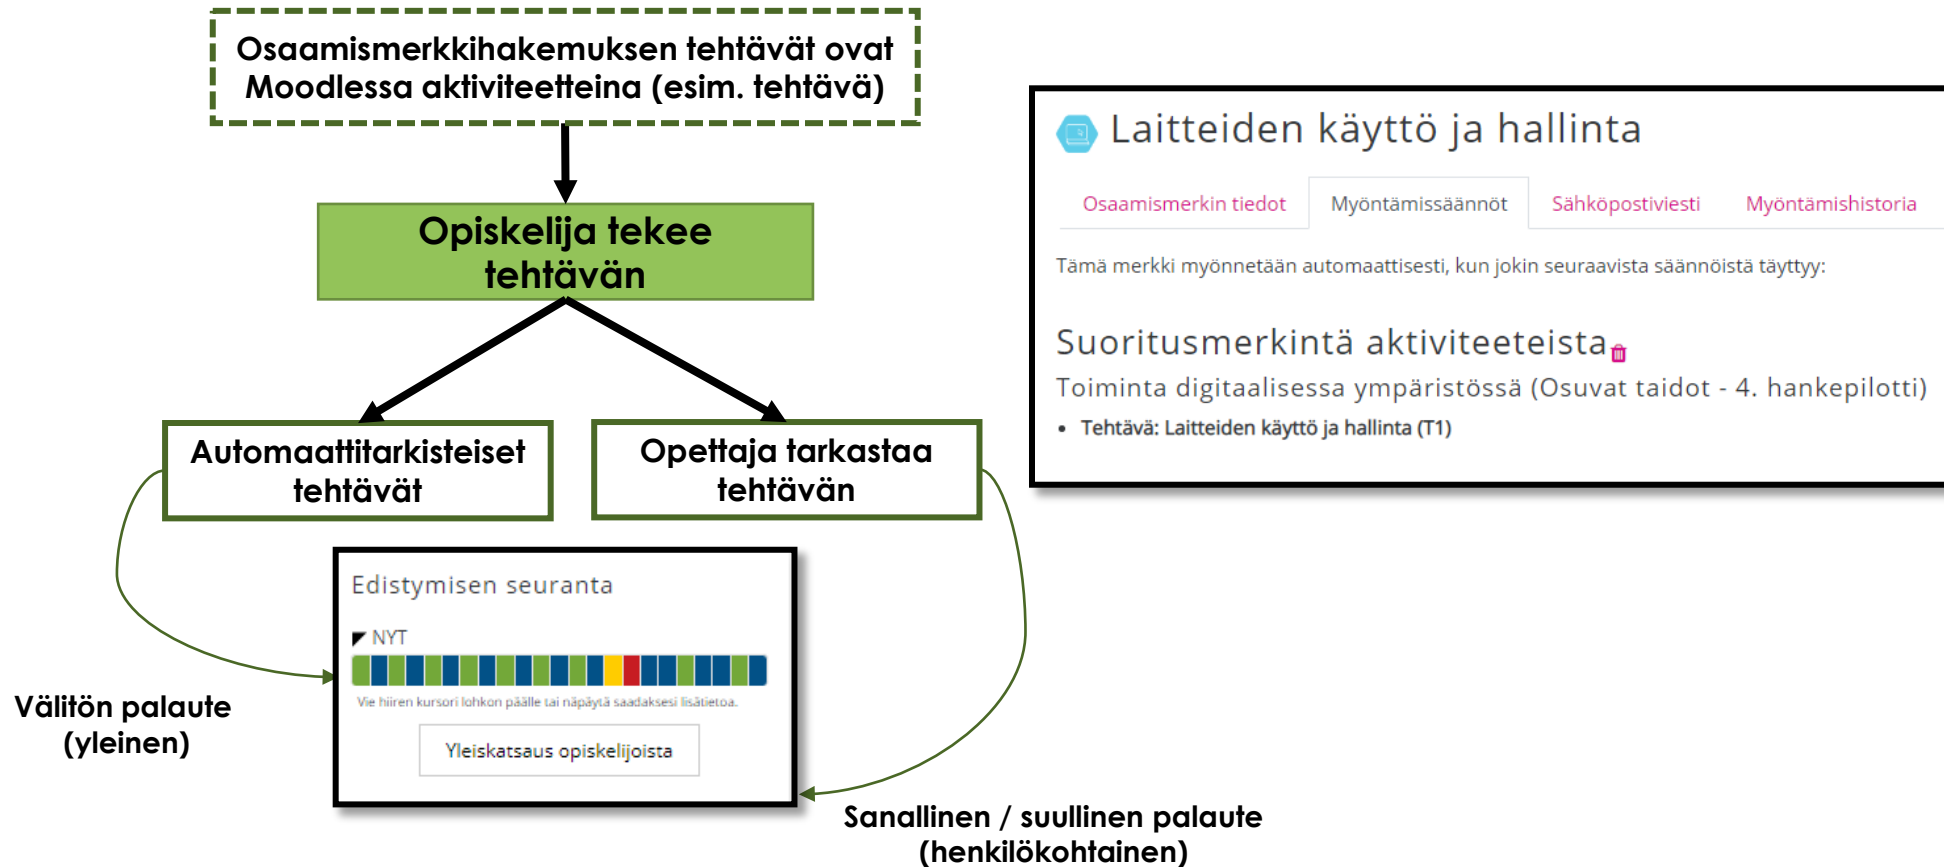 Osaamismerkkihakemuksen tehtävät ovat
Moodlessa aktiviteetteina (esim. tehtävä)
Opiskelija tekee
tehtävän
Automaattitarkisteiset
tehtävät
Opettaja tarkastaa
tehtävän
Edistymisen seuranta
NYT
Vie hiiren kursori lohkon päälle tai näpäytä saadaksesi lisätietoa.
Yleiskatsaus opiskelijoista
Välitön palaute
(yleinen)
Sanallinen / suullinen palaute
(henkilökohtainen)
Laitteiden käyttö ja hallinta
Osaamismerkin tiedot Myöntämissäännöt Sähköpostiviesti Myöntämishistoria
Tämä merkki myönnetään automaattisesti, kun jokin seuraavista säännöistä täyttyy:
Suoritusmerkintä aktiviteeteista
Toiminta digitaalisessa ympäristössä (Osuvat taidot - 4. hankepilotti)
• Tehtävä: Laitteiden käyttö ja hallinta (T1)